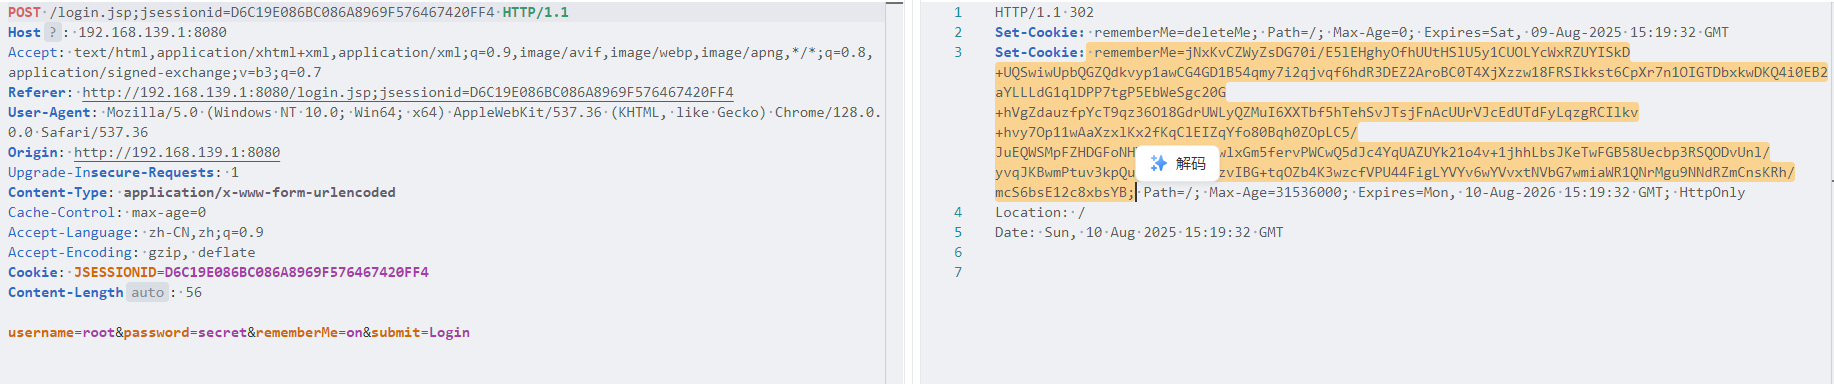 POST /login.jsp;jsessionid=D6C19E086BC086A8969F576467420FF4 HTTP/1.1
Host ? : 192.168.139.1:8080
Accept: text/html,application/xhtml+xml,application/xml;q=0.9,image/avif,image/webp,image/apng,*/*;q=0.8,
application/signed-exchange;v=b3;q=0.7
Referer: http://192.168.139.1:8080/login.jsp;jsessionid=D6C19E086BC086A8969F576467420FF4
User-Agent: Mozilla/5.0 (Windows NT 10.0; Win64; x64) AppleWebKit/537.36 (KHTML, like Gecko) Chrome/128.0.
0.0 Safari/537.36
Origin: http://192.168.139.1:8080
Upgrade-Insecure-Requests: 1
Content-Type: application/x-www-form-urlencoded
Cache-Control: max-age=0
Accept-Language: zh-CN,zh;q=0.9
Accept-Encoding: gzip, deflate
Cookie: JSESSIONID=D6C19E086BC086A8969F576467420FF4
Content-Length auto : 56
username=root&password=secret&rememberMe=on&submit=Login
1 HTTP/1.1 302
2 Set-Cookie: rememberMe=deleteMe; Path=/; Max-Age=0; Expires=Sat, 09-Aug-2025 15:19:32 GMT
3 Set-Cookie: rememberMe=jNxKvCZWyZsDG70i/E5lEHghyOfhUUtHSlU5y1CUOLYcWxRZUYISkD
+UQSwiwUpbQGZQdkvyp1awCG4GD1B54qmy7i2qjvqf6hdR3DEZ2AroBC0T4XjXzzw18FRSIkkst6CpXr7n1OIGTDbxkwDKQ4i0EB2
aYLLLdG1qlDPP7tgP5EbWeSgc20G
+hVgZdauzfpYcT9qz36O18GdrUWLyQZMuI6XXTbf5hTehSvJTsjFnAcUUrVJcEdUTdFyLqzgRCIlkv
+hvy7Op11wAaXzxlKx2fKqClEIZqYfo80Bqh0ZOpLC5/
JuEQWSMpFZHDGFoNH wlxGm5fervPWCwQ5dJc4YqUAZUYk21o4v+1jhhLbsJKeTwFGB58Uecbp3RSQODvUnl/
yvqJKBwmPtuv3kpQu zvIBG+tqOZb4K3wzcfVPU44FigLYVYv6wYVvxtNVbG7wmiaWR1QNrMgu9NNdRZmCnsKRh/
mcS6bsE12c8xbsYB; Path=/; Max-Age=31536000; Expires=Mon, 10-Aug-2026 15:19:32 GMT; HttpOnly
解码
4 Location: /
5 Date: Sun, 10 Aug 2025 15:19:32 GMT
6
7